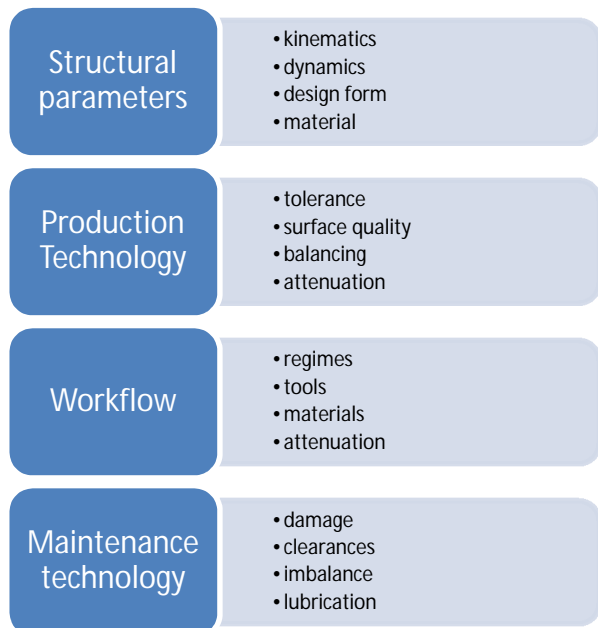 Structural
parameters
• kinematics
• dynamics
• design form
• material
Production
Technology
• tolerance
• surface quality
• balancing
• attenuation
Workflow
• regimes
• tools
• materials
• attenuation
Maintenance
technology
• damage
• clearances
• imbalance
• lubrication